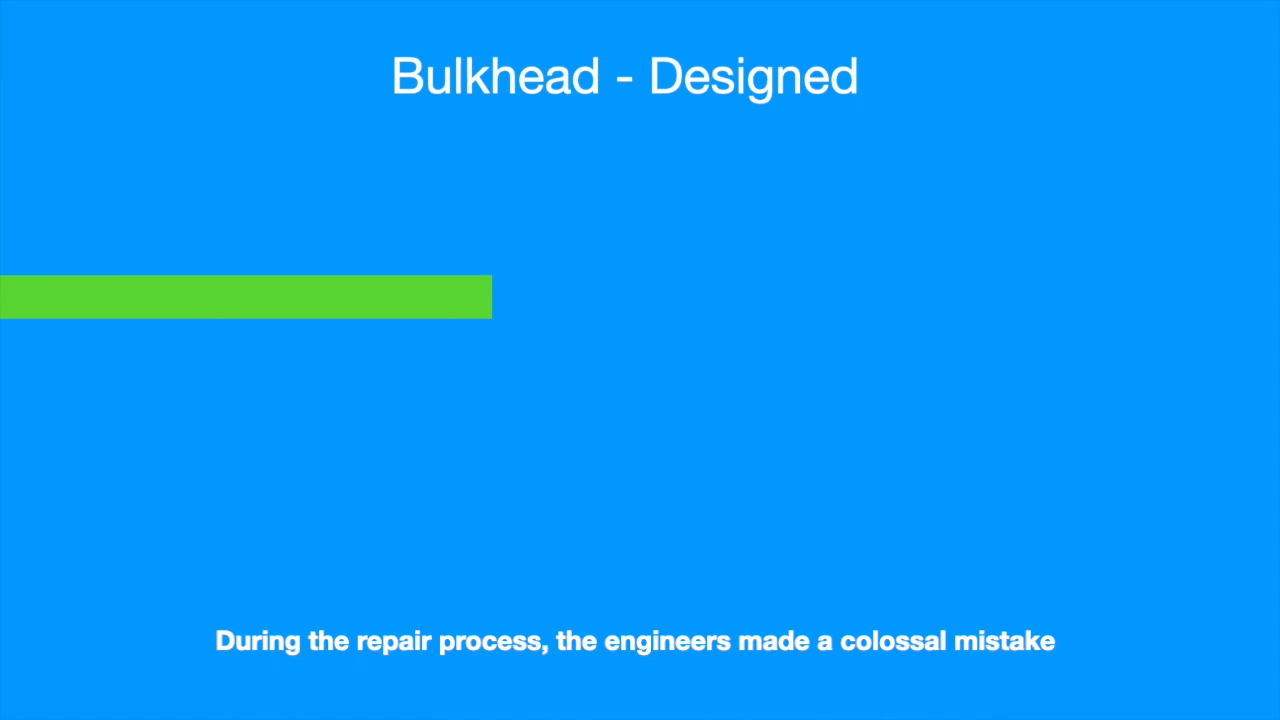 Bulkhead - Designed
During the repair process, the engineers made a colossal mistake